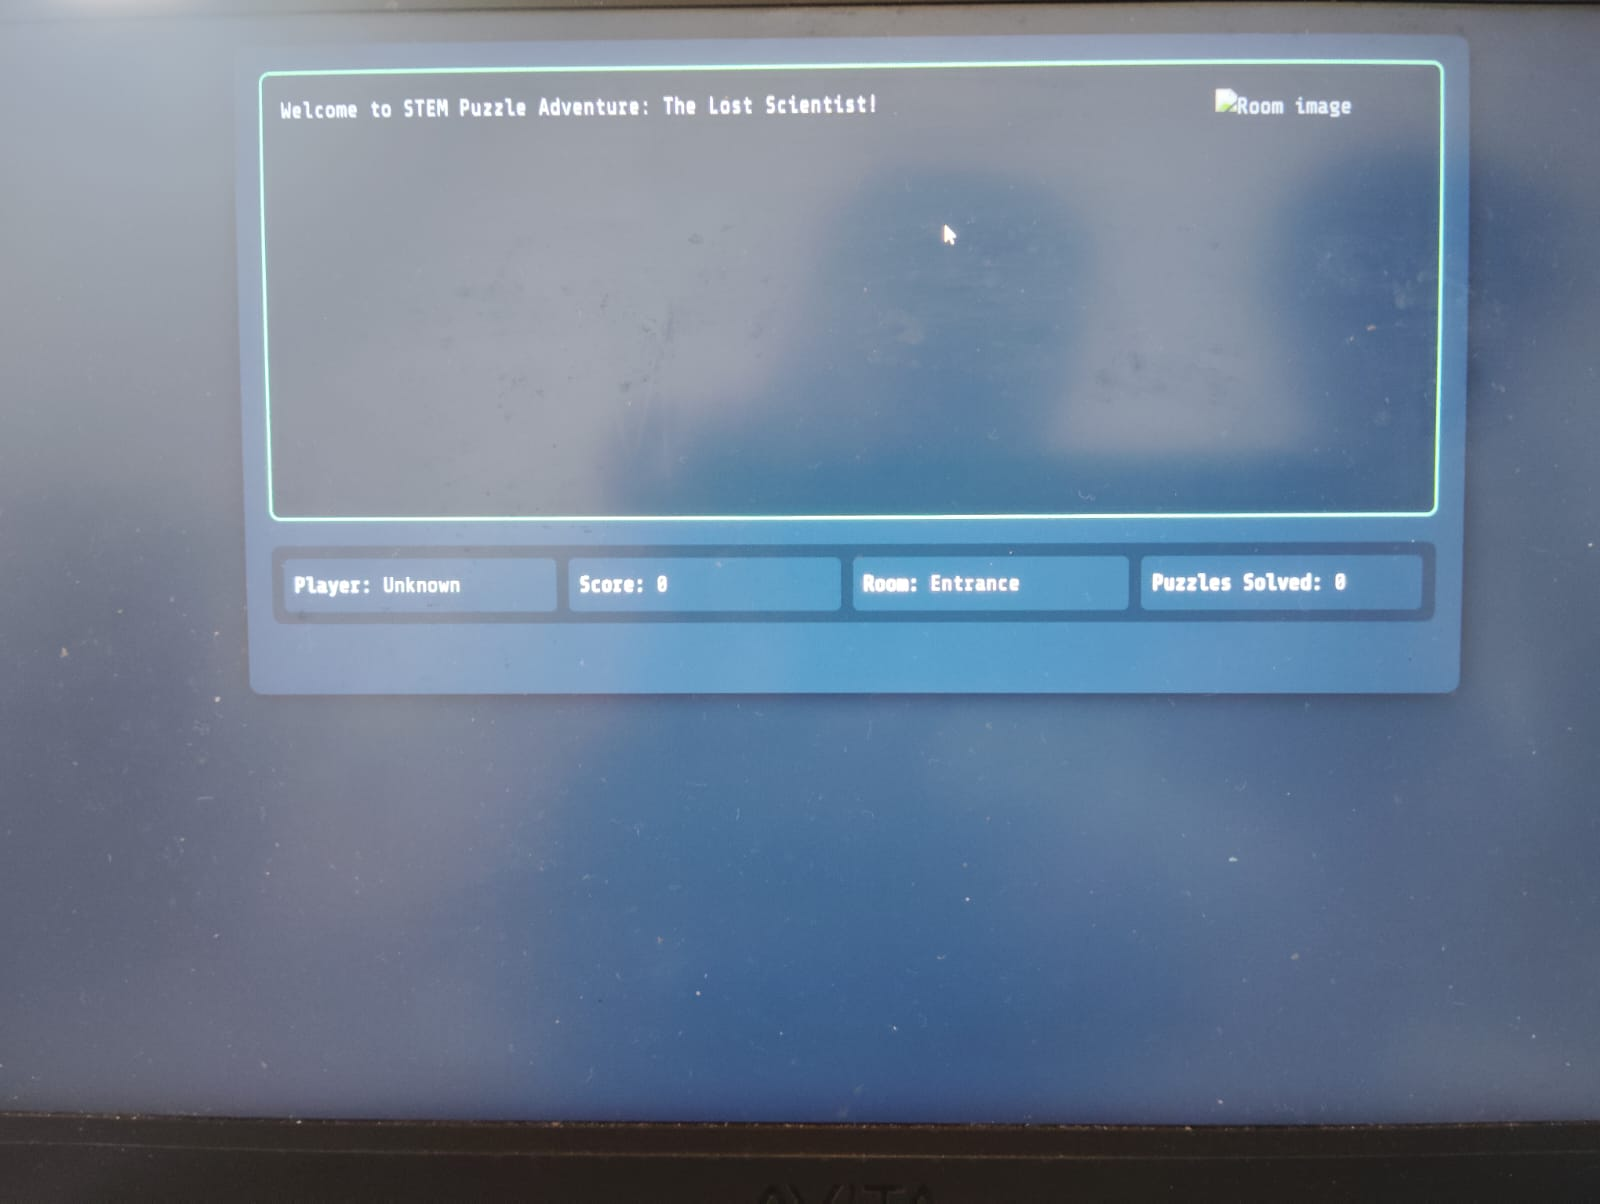 Welcome to STEM Puzzle Adventure: The Lost Scientist!
Room image
Player: Unknown
Score: 0
Room: Entrance
Puzzles Solved: 0
AVITA